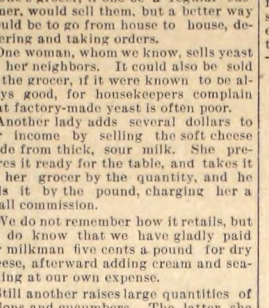 mer, would sell them, but a better way
uld be to go from house to house, de-
ering and taking orders.
One woman, whom we know, sells yeast
her neighbors. It could also be sold
the grocer, if it were known to be al-
ys good, for housekeepers complain
at factory-made yeast is often poor.
Another lady adds several dollars to
r income by selling the soft cheese
de from thick, sour milk. She pre-
res it ready for the table, and takes it
her grocer by the quantity, and he
ls it by the pound, charging her a
all commission.
We do not remember how it retails, but
do know that we have gladly paid
r milkman five cents a pound for dry
eese, afterward adding cream and sea-
ning at our own expense.
Still another raises large quantities of